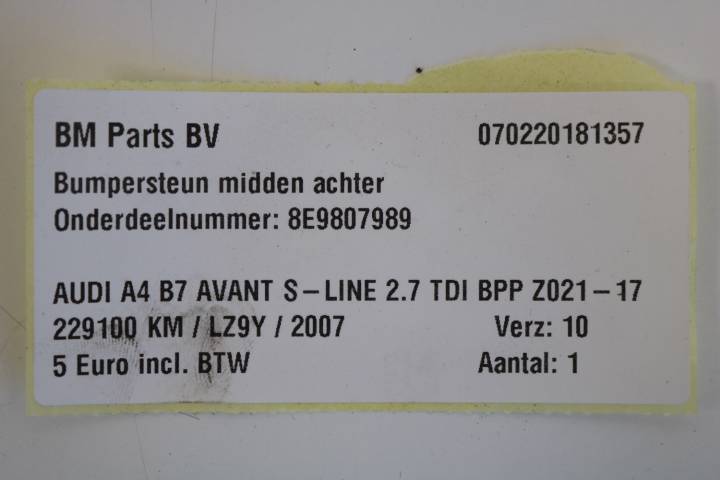 BM Parts BV 070220181357
Bumpersteun midden achter
Onderdeelnummer: 8E9807989
AUDI A4 B7 AVANT S-LINE 2.7 TDI BPP Z021-17
229100 KM / LZ9Y / 2007 Verz: 10
5 Euro incl. BTW Aantal: 1